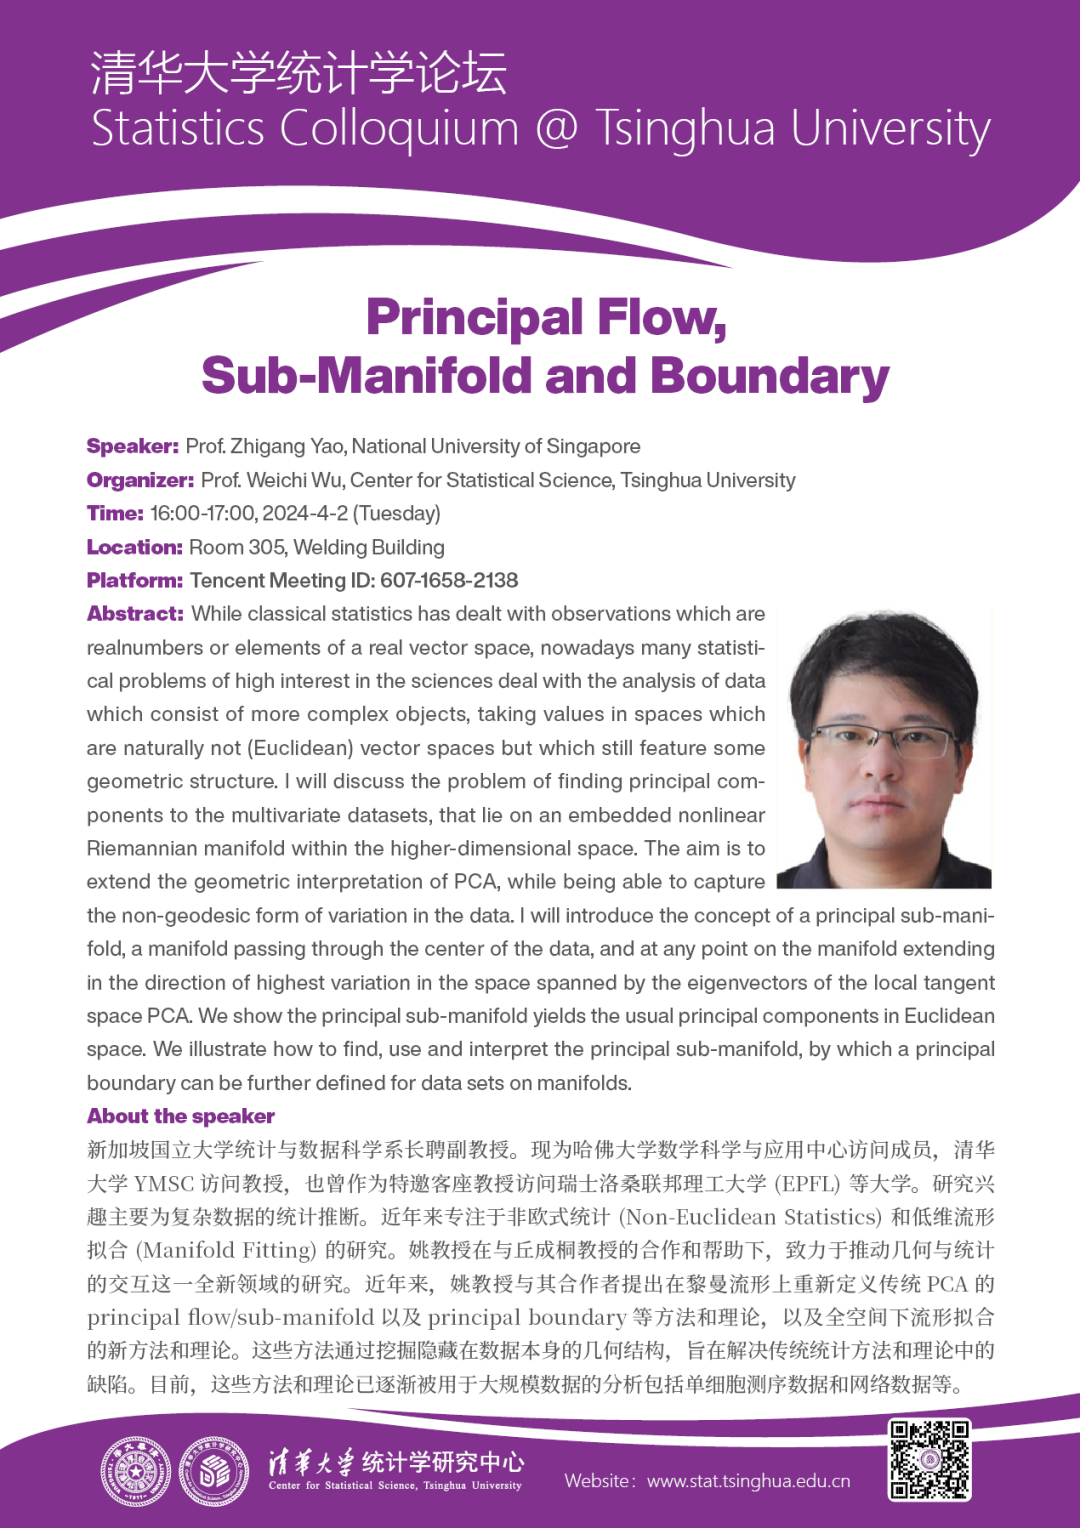 清华大学统计学论坛
Statistics Colloquium @ Tsinghua University
Principal Flow,
Sub-Manifold and Boundary
Speaker: Prof. Zhigang Yao, National University of Singapore
Organizer: Prof. Weichi Wu, Center for Statistical Science, Tsinghua University
Time: 16:00-17:00, 2024-4-2 (Tuesday)
Location: Room 305, Welding Building
Platform: Tencent Meeting ID: 607-1658-2138
Abstract: While classical statistics has dealt with observations which are
realnumbers or elements of a real vector space, nowadays many statisti-
cal problems of high interest in the sciences deal with the analysis of data
which consist of more complex objects, taking values in spaces which
are naturally not (Euclidean) vector spaces but which still feature some
geometric structure. I will discuss the problem of finding principal com-
ponents to the multivariate datasets, that lie on an embedded nonlinear
Riemannian manifold within the higher-dimensional space. The aim is to
extend the geometric interpretation of PCA, while being able to capture
the non-geodesic form of variation in the data. I will introduce the concept of a principal sub-mani-
fold, a manifold passing through the center of the data, and at any point on the manifold extending
in the direction of highest variation in the space spanned by the eigenvectors of the local tangent
space PCA. We show the principal sub-manifold yields the usual principal components in Euclidean
space. We illustrate how to find, use and interpret the principal sub-manifold, by which a principal
boundary can be further defined for data sets on manifolds.
About the speaker
新加坡国立大学统计与数据科学系长聘副教授。现为哈佛大学数学科学与应用中心访问成员，清华
大学 YMSC 访问教授，也曾作为特邀客座教授访问瑞士洛桑联邦理工大学 (EPFL) 等大学。研究兴
趣主要为复杂数据的统计推断。近年来专注于非欧式统计 (Non-Euclidean Statistics) 和低维流形
拟合 (Manifold Fitting) 的研究。姚教授在与丘成桐教授的合作和帮助下，致力于推动几何与统计
的交互这一全新领域的研究。近年来，姚教授与其合作者提出在黎曼流形上重新定义传统 PCA 的
principal flow/sub-manifold 以及 principal boundary 等方法和理论，以及全空间下流形拟合
的新方法和理论。这些方法通过挖掘隐藏在数据本身的几何结构，旨在解决传统统计方法和理论中的
缺陷。目前，这些方法和理论已逐渐被用于大规模数据的分析包括单细胞测序数据和网络数据等。
清华大学 统计学研究中心
Center for Statistical Science, Tsinghua University
Website：www.stat.tsinghua.edu.cn